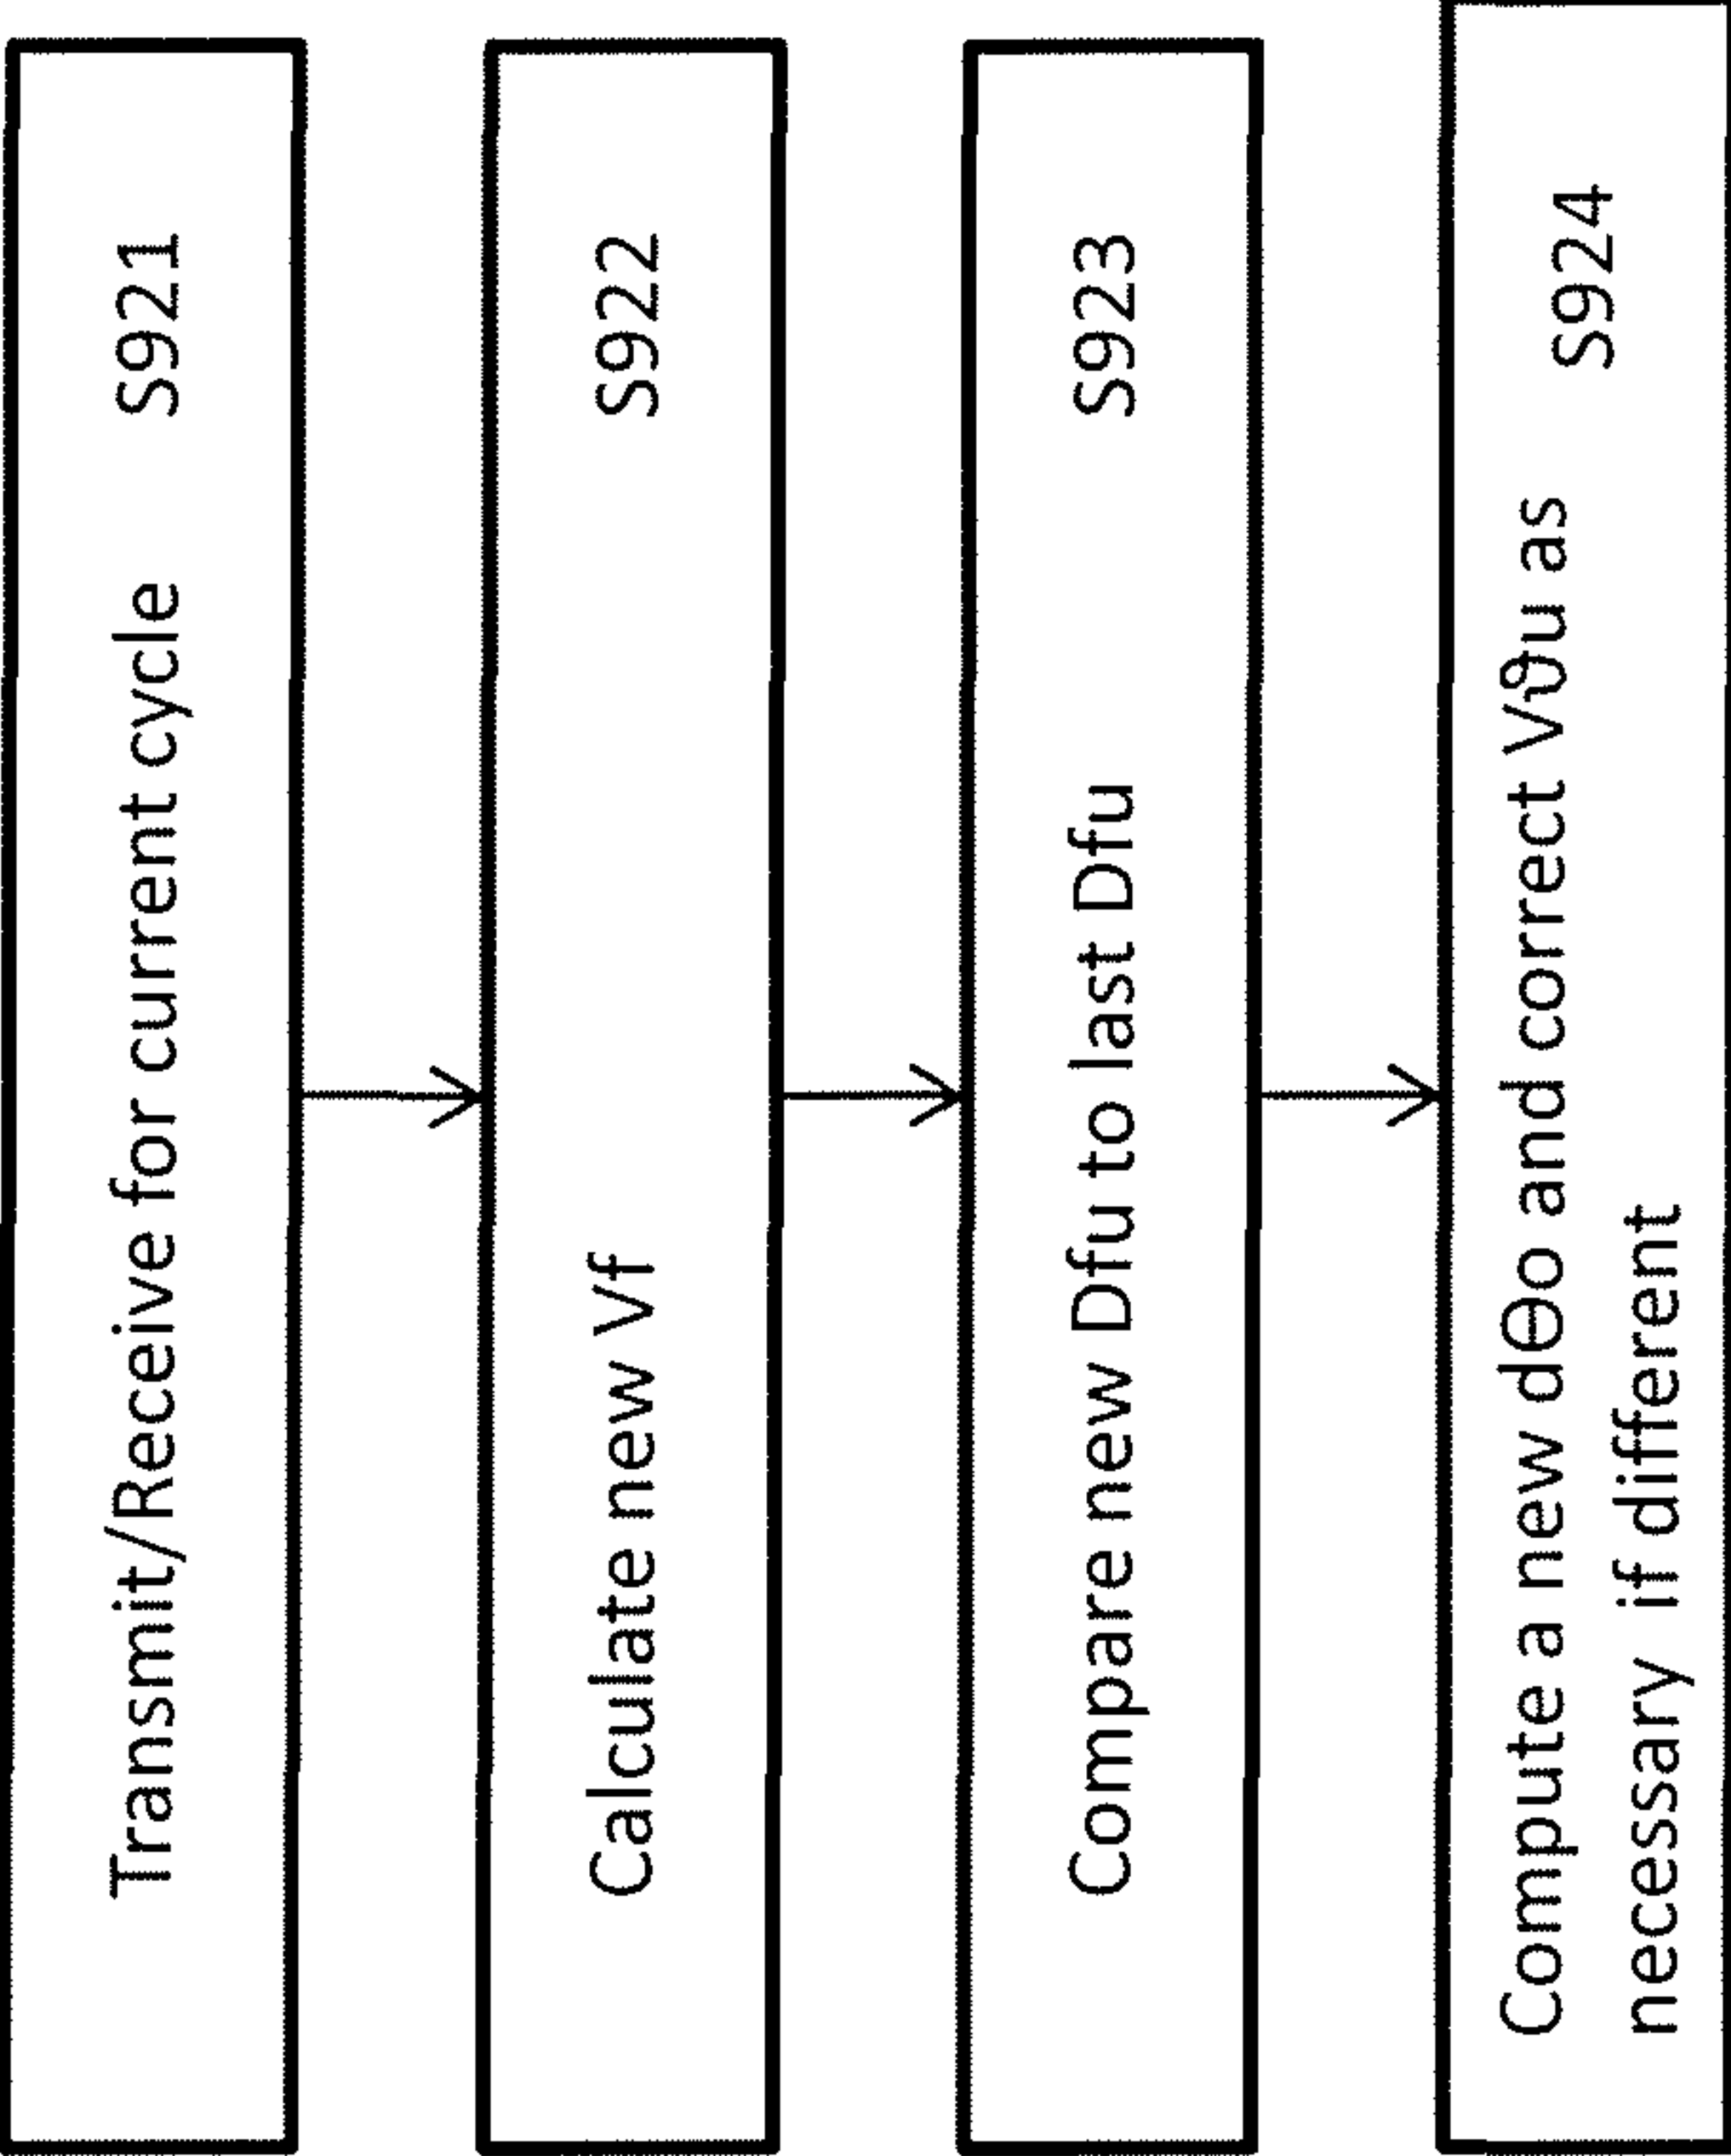 Transmit/Receive for current cycle S921
Calculate new Vf S922
Compare new Dfu to last Dfu S923
Compute a new dϴo and correct Vϑu as S924
necessary if different